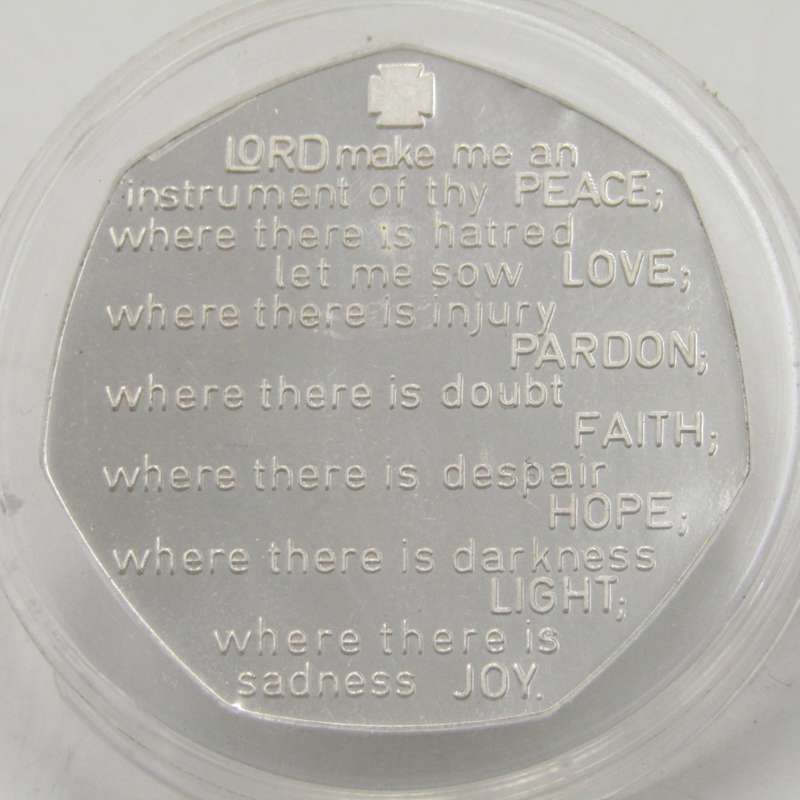 LORD make me an
instrument of thy PEACE;
where there is hatred
let me sow LOVE;
where there is injury
PARDON;
where there is doubt
FAITH;
where there is despair
HOPE;
where there is darkness
LIGHT;
where there is
sadness JOY.